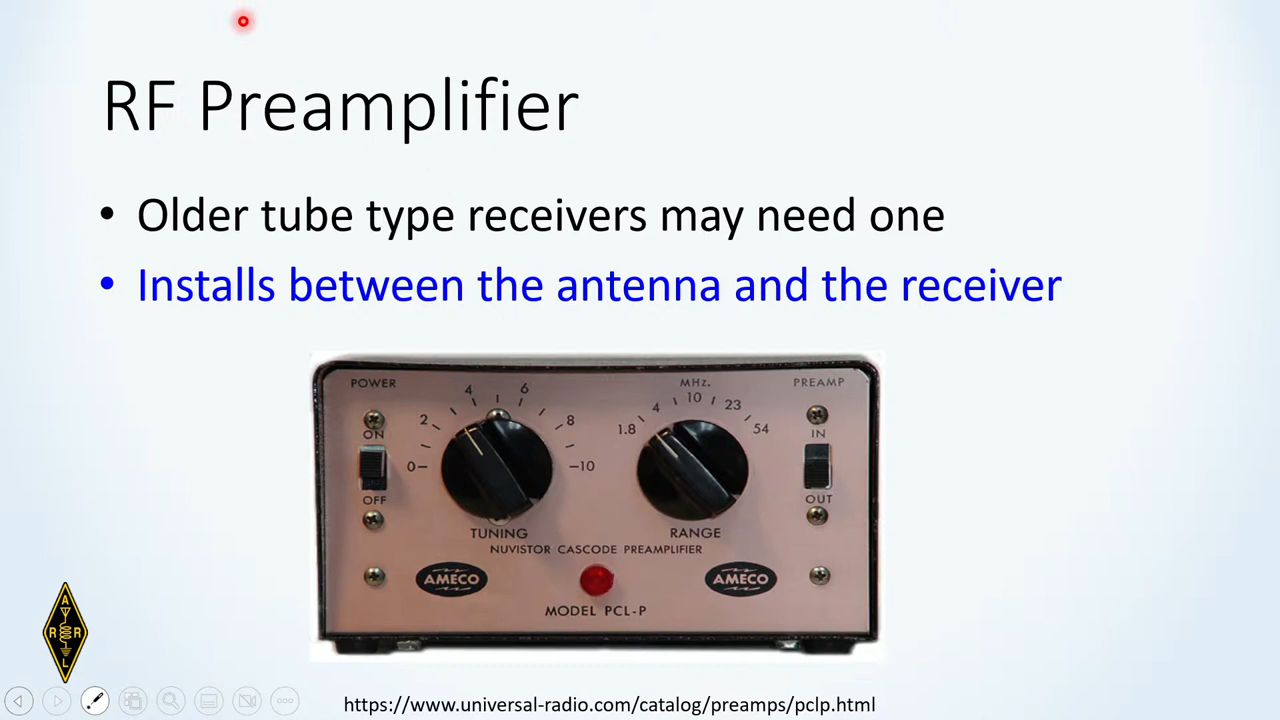 RF Preamplifier
• Older tube type receivers may need one
• Installs between the antenna and the receiver
POWER
ON
OFF
0
2
4
6
8
10
TUNING
MHz.
1.8
4
10
23
54
RANGE
PREAMP
IN
OUT
NUVISTOR CASCODE PREAMPLIFIER
AMECO
AMECO
MODEL PCL-P
A
R R
L
https://www.universal-radio.com/catalog/preamps/pclp.html